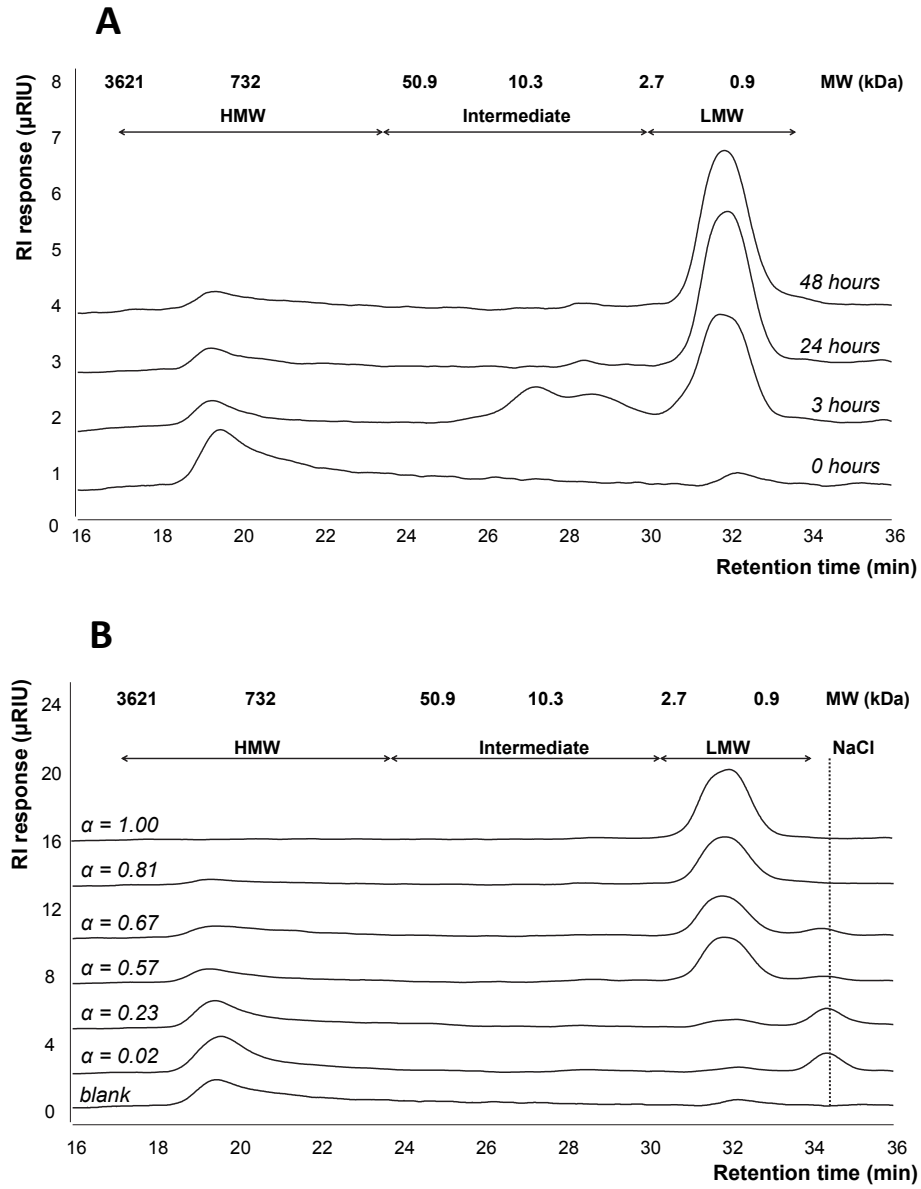 A
RI response (µRIU)
8
7
6
5
4
3
2
1
0
3621 732 50.9 10.3 2.7 0.9 MW (kDa)
HMW Intermediate LMW
48 hours
24 hours
3 hours
0 hours
16 18 20 22 24 26 28 30 32 34 36
Retention time (min)
B
RI response (µRIU)
24
20
16
12
8
4
0
3621 732 50.9 10.3 2.7 0.9 MW (kDa)
HMW Intermediate LMW NaCl
α = 1.00
α = 0.81
α = 0.67
α = 0.57
α = 0.23
α = 0.02
blank
16 18 20 22 24 26 28 30 32 34 36
Retention time (min)